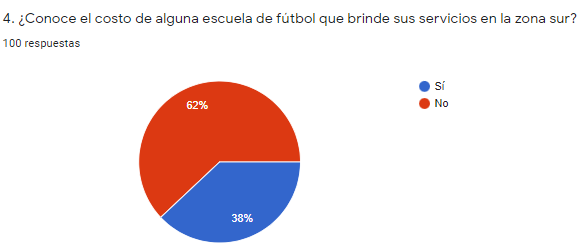 4. ¿Conoce el costo de alguna escuela de fútbol que brinde sus servicios en la zona sur?
100 respuestas
Sí
No
62%
38%